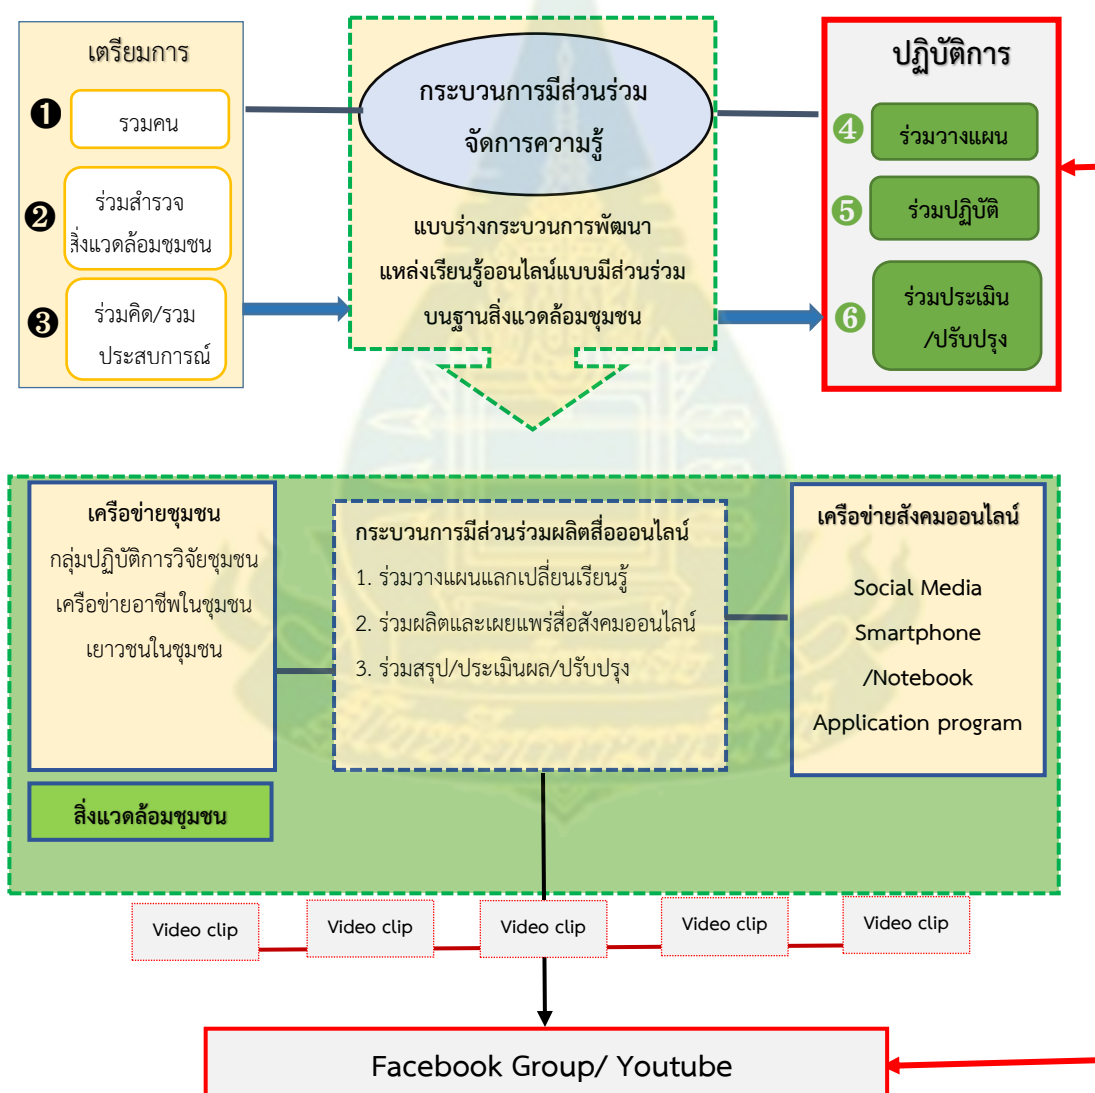 เตรียมการ
❶
รวมคน
❷
ร่วมสำรวจ
สิ่งแวดล้อมชุมชน
❸
ร่วมคิด/รวม
ประสบการณ์
กระบวนการมีส่วนร่วม
จัดการความรู้
แบบร่างกระบวนการพัฒนา
แหล่งเรียนรู้ออนไลน์แบบมีส่วนร่วม
บนฐานสิ่งแวดล้อมชุมชน
ปฏิบัติการ
❹
ร่วมวางแผน
❺
ร่วมปฏิบัติ
❻
ร่วมประเมิน
/ปรับปรุง
เครือข่ายชุมชน
กลุ่มปฏิบัติการวิจัยชุมชน
เครือข่ายอาชีพในชุมชน
เยาวชนในชุมชน
สิ่งแวดล้อมชุมชน
กระบวนการมีส่วนร่วมผลิตสื่อออนไลน์
1. ร่วมวางแผนแลกเปลี่ยนเรียนรู้
2. ร่วมผลิตและเผยแพร่สื่อสังคมออนไลน์
3. ร่วมสรุป/ประเมินผล/ปรับปรุง
เครือข่ายสังคมออนไลน์
Social Media
Smartphone
/Notebook
Application program
Video clip
Video clip
Video clip
Video clip
Video clip
Facebook Group/ Youtube